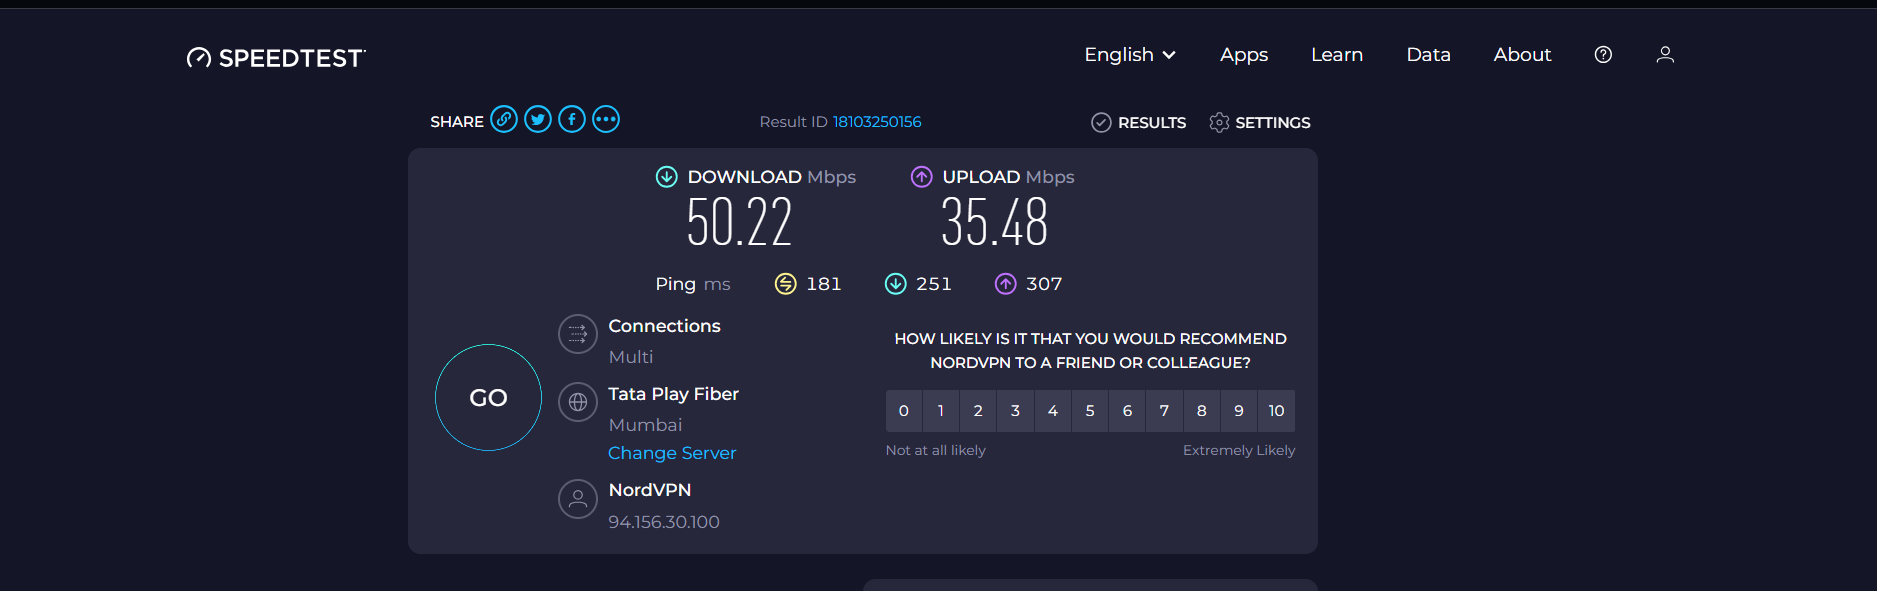 SPEEDTEST
English Apps Learn Data About
SHARE Result ID 18103250156 RESULTS SETTINGS
DOWNLOAD Mbps UPLOAD Mbps
50.22 35.48
Ping ms 181 251 307
Connections
Multi
Tata Play Fiber
Mumbai
Change Server
NordVPN
94.156.30.100
GO
HOW LIKELY IS IT THAT YOU WOULD RECOMMEND
NORDVPN TO A FRIEND OR COLLEAGUE?
0 1 2 3 4 5 6 7 8 9 10
Not at all likely Extremely Likely